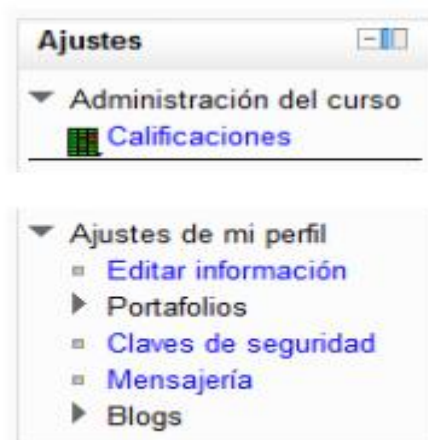 Ajustes
Administración del curso
Calificaciones
Ajustes de mi perfil
Editar información
Portafolios
Claves de seguridad
Mensajería
Blogs